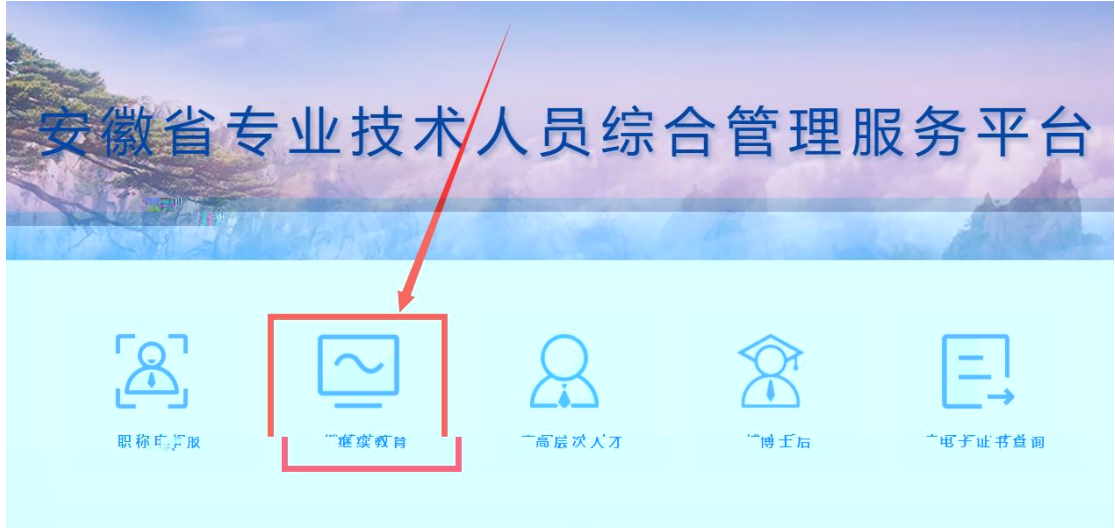 安徽省专业技术人员综合管理服务平台
职称申报
继续教育
高层次人才
博士后
电子证书查询